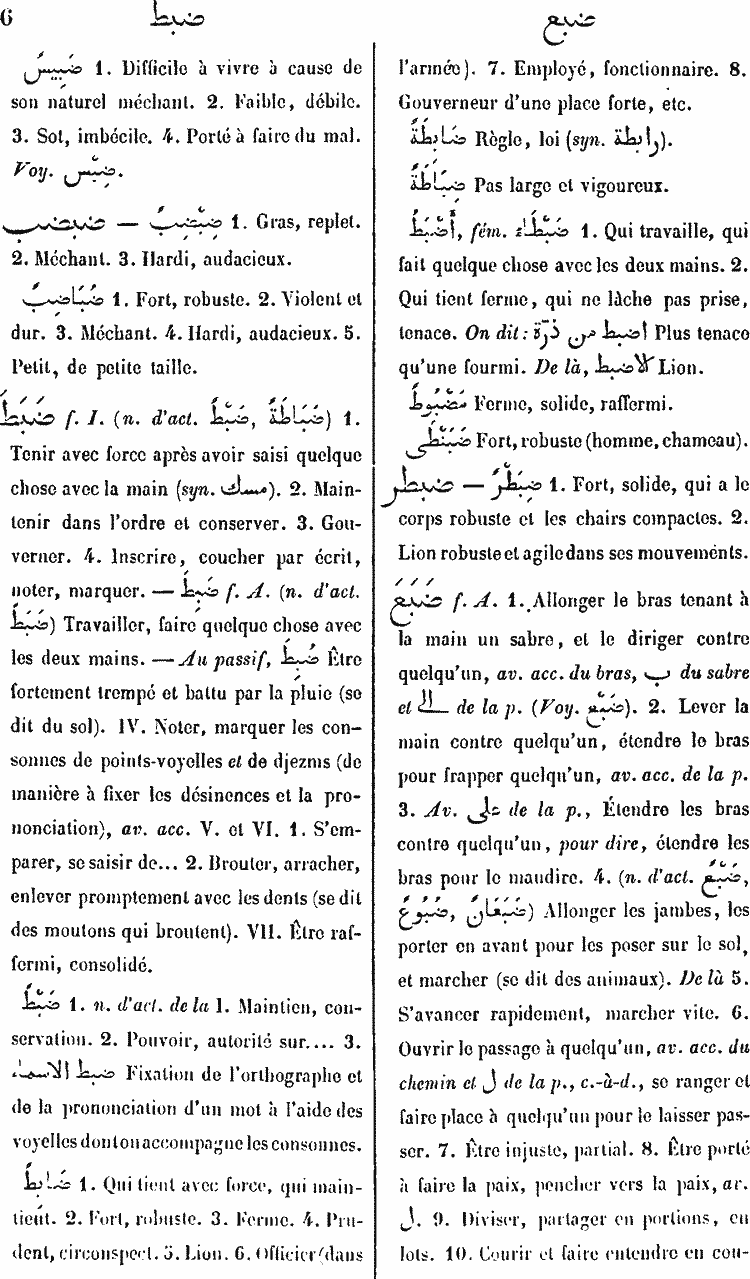 6 ضبط ضبع
ضَبِيسٌ 1. Difficile à vivre à cause de
son naturel méchant. 2. Faible, débile.
3. Sot, imbécile. 4. Porté à faire du mal.
Voy. ضَبِسٌ.
ضبضب — ضَبْضَبٌ 1. Gras, replet.
2. Méchant. 3. Hardi, audacieux.
ضُبَاضِبٌ 1. Fort, robuste. 2. Violent et
dur. 3. Méchant. 4. Hardi, audacieux. 5.
Petit, de petite taille.
ضَبَطَ f. I. (n. d'act. ضَبْطٌ, ضَبَاطَةٌ) 1.
Tenir avec force après avoir saisi quelque
chose avec la main (syn. مسك). 2. Main-
tenir dans l'ordre et conserver. 3. Gou-
verner. 4. Inscrire, coucher par écrit,
noter, marquer. — ضَبِطَ f. A. (n. d'act.
ضَبَطٌ) Travailler, faire quelque chose avec
les deux mains. — Au passif, ضُبِطَ Être
fortement trempé et battu par la pluie (se
dit du sol). IV. Noter, marquer les con-
sonnes de points-voyelles et de djezms (de
manière à fixer les désinences et la pro-
nonciation), av. acc. V. et VI. 1. S'em-
parer, se saisir de... 2. Brouter, arracher,
enlever promptement avec les dents (se dit
des moutons qui broutent). VII. Être raf-
fermi, consolidé.
ضَبْطٌ 1. n. d'act. de la I. Maintien, con-
servation. 2. Pouvoir, autorité sur.... 3.
ضبط الاسماء Fixation de l'orthographe et
de la prononciation d'un mot à l'aide des
voyelles dont on accompagne les consonnes.
ضَابِطٌ 1. Qui tient avec force, qui main-
tient. 2. Fort, robuste. 3. Ferme. 4. Pru-
dent, circonspect. 5. Lion. 6. Officier (dans
l'armée). 7. Employé, fonctionnaire. 8.
Gouverneur d'une place forte, etc.
ضَابِطَةٌ Règle, loi (syn. رابطة).
ضَبَّاطَةٌ Pas large et vigoureux.
أَضْبَطُ, fém. ضَبْطَاءُ 1. Qui travaille, qui
fait quelque chose avec les deux mains. 2.
Qui tient ferme, qui ne lâche pas prise,
tenace. On dit: اضبط من ذَرَّة Plus tenace
qu'une fourmi. De là, الاضبط Lion.
مَضْبُوطٌ Ferme, solide, raffermi.
ضَبَنْطَى Fort, robuste (homme, chameau).
ضبطر — ضِبَطْرٌ 1. Fort, solide, qui a le
corps robuste et les chairs compactes. 2.
Lion robuste et agile dans ses mouvements.
ضَبَعَ f. A. 1. Allonger le bras tenant à
la main un sabre, et le diriger contre
quelqu'un, av. acc. du bras, ب du sabre
et الى de la p. (Voy. ضَبَّعَ). 2. Lever la
main contre quelqu'un, étendre le bras
pour frapper quelqu'un, av. acc. de la p.
3. Av. على de la p., Étendre les bras
contre quelqu'un, pour dire, étendre les
bras pour le maudire. 4. (n. d'act. ضَبْعٌ,
ضُبُوعٌ, ضَبَعَانٌ) Allonger les jambes, les
porter en avant pour les poser sur le sol,
et marcher (se dit des animaux). De là 5.
S'avancer rapidement, marcher vite. 6.
Ouvrir le passage à quelqu'un, av. acc. du
chemin et ل de la p., c.-à-d., se ranger et
faire place à quelqu'un pour le laisser pas-
ser. 7. Être injuste, partial. 8. Être porté
à faire la paix, pencher vers la paix, av.
ل. 9. Diviser, partager en portions, en
lots. 10. Courir et faire entendre en cou-